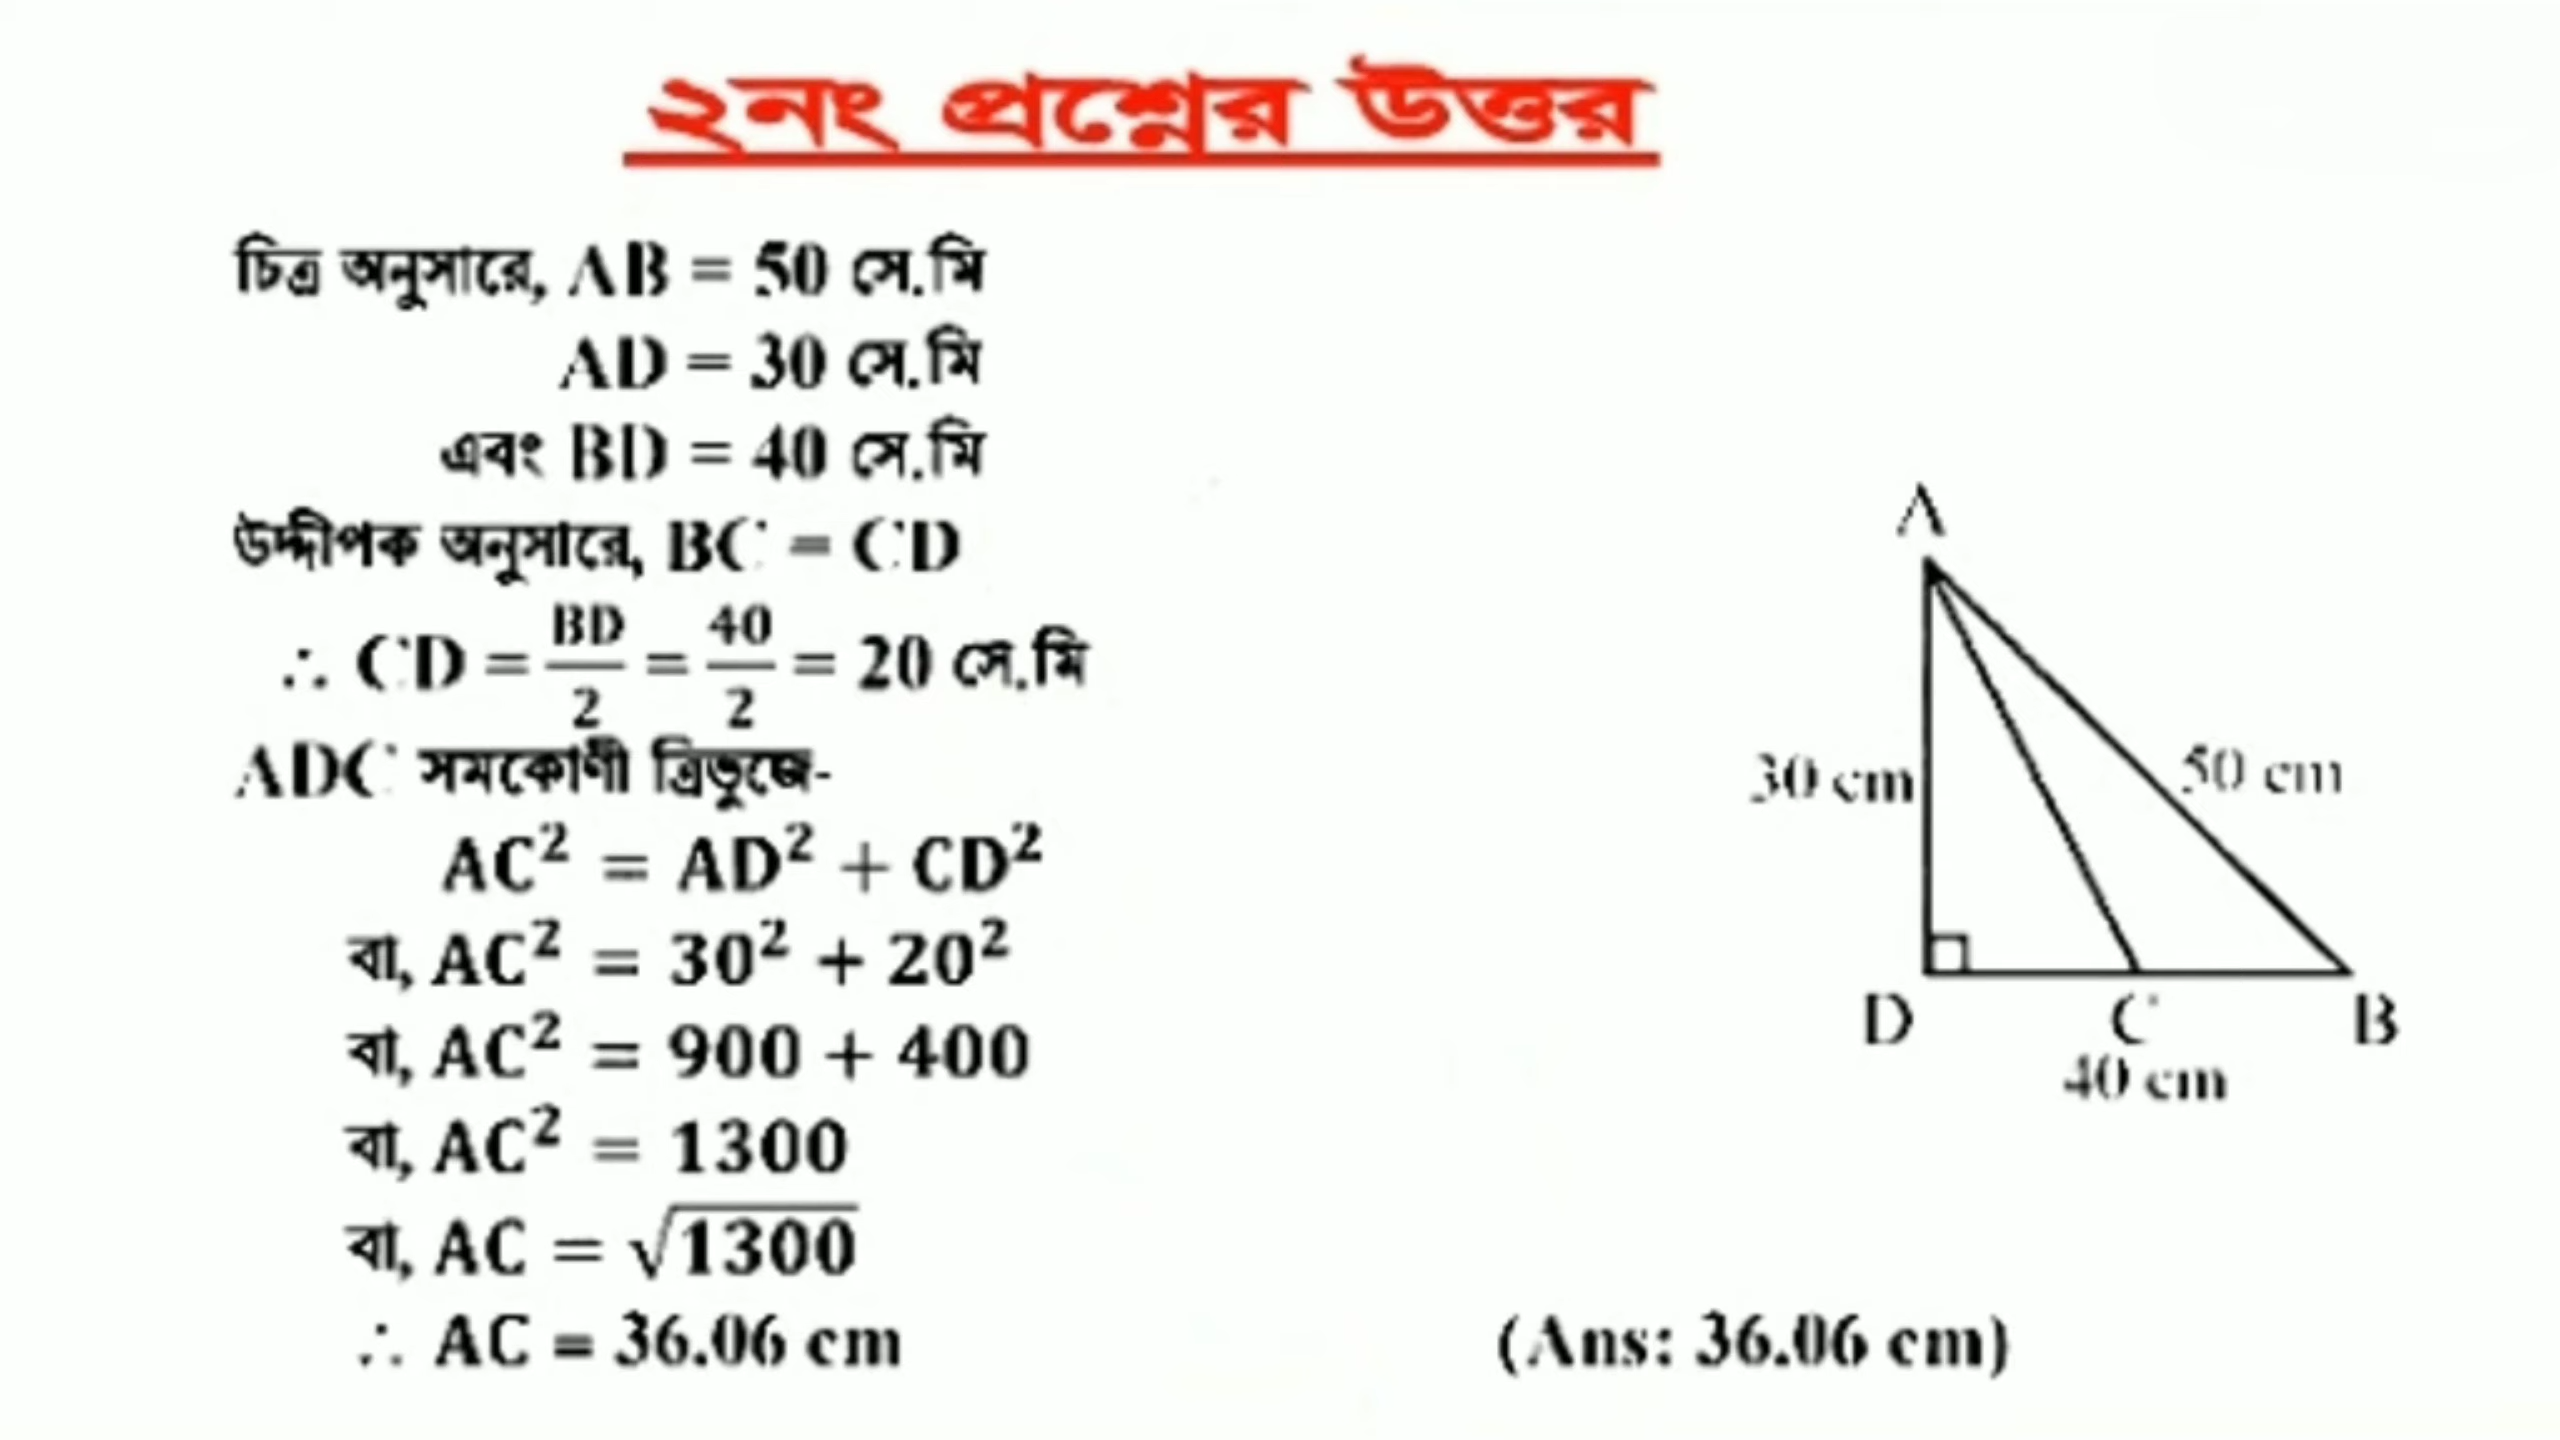 ২নং প্রশ্নের উত্তর
চিত্র অনুসারে, AB = 50 সে.মি
AD = 30 সে.মি
এবং BD = 40 সে.মি
উদ্দীপক অনুসারে, BC = CD
∴ CD = BD/2 = 40/2 = 20 সে.মি
ADC সমকোণী ত্রিভুজে-
AC² = AD² + CD²
বা, AC² = 30² + 20²
বা, AC² = 900 + 400
বা, AC² = 1300
বা, AC = √1300
∴ AC = 36.06 cm
A
30 cm
50 cm
D C B
40 cm
(Ans: 36.06 cm)